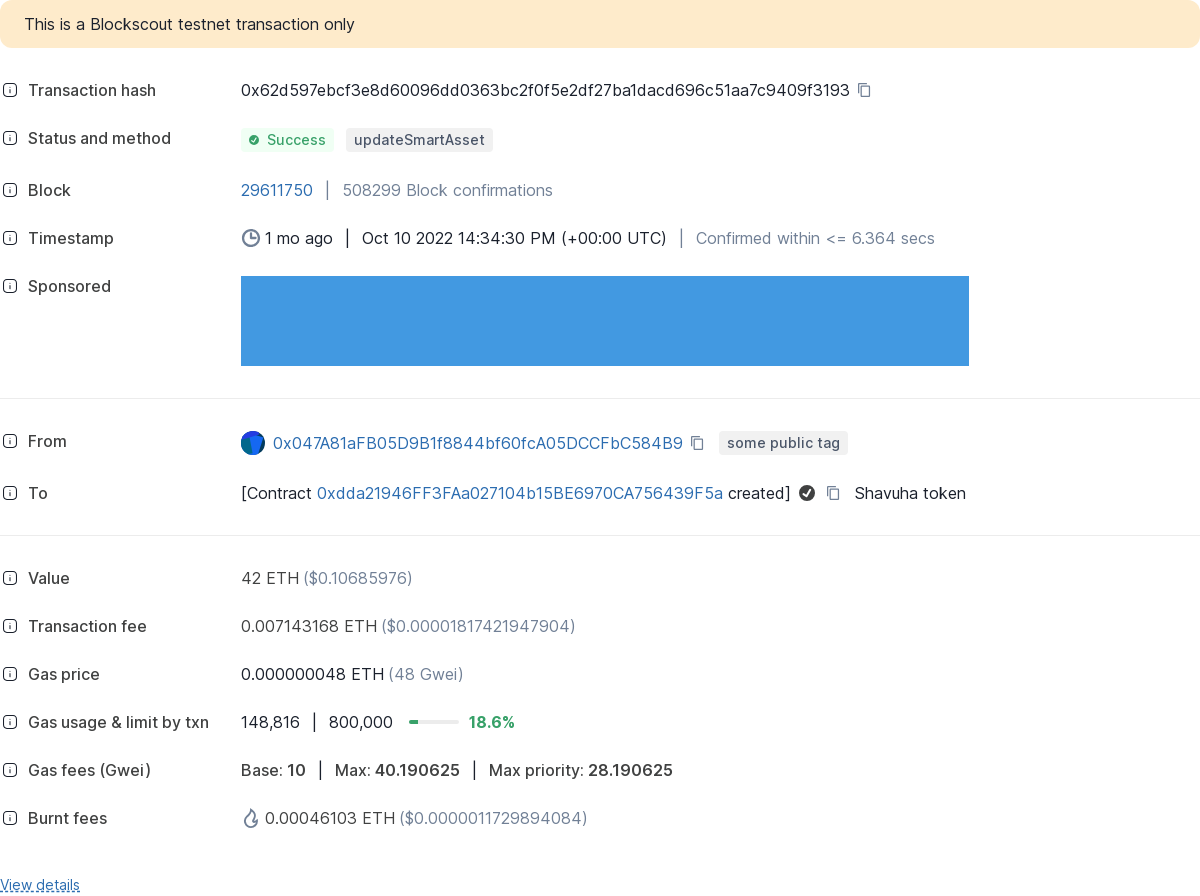 This is a Blockscout testnet transaction only
Transaction hash 0x62d597ebcf3e8d60096dd0363bc2f0f5e2df27ba1dacd696c51aa7c9409f3193
Status and method Success updateSmartAsset
Block 29611750 | 508299 Block confirmations
Timestamp 1 mo ago | Oct 10 2022 14:34:30 PM (+00:00 UTC) | Confirmed within <= 6.364 secs
Sponsored
From 0x047A81aFB05D9B1f8844bf60fcA05DCCFbC584B9 some public tag
To [Contract 0xdda21946FF3FAa027104b15BE6970CA756439F5a created] Shavuha token
Value 42 ETH ($0.10685976)
Transaction fee 0.007143168 ETH ($0.00001817421947904)
Gas price 0.000000048 ETH (48 Gwei)
Gas usage & limit by txn 148,816 | 800,000 18.6%
Gas fees (Gwei) Base: 10 | Max: 40.190625 | Max priority: 28.190625
Burnt fees 0.00046103 ETH ($0.0000011729894084)
View details